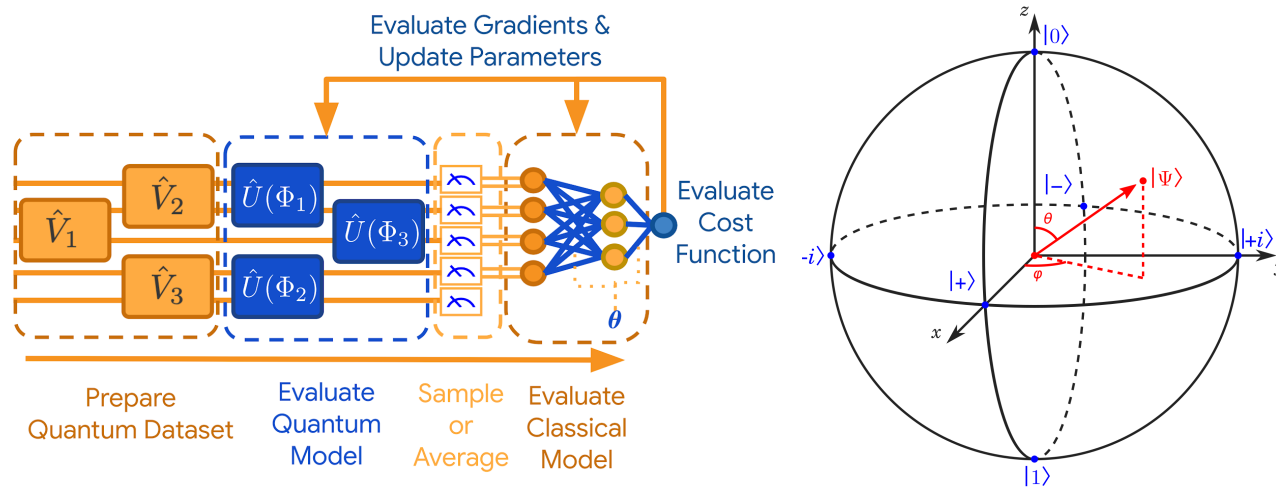 Evaluate Gradients &
Update Parameters
V̂₁
V̂₂
V̂₃
Û(Φ₁)
Û(Φ₂)
Û(Φ₃)
θ
Evaluate
Cost
Function
Prepare
Quantum Dataset
Evaluate
Quantum
Model
Sample
or
Average
Evaluate
Classical
Model
z
|0⟩
|−⟩
|Ψ⟩
θ
φ
-i⟩
|+i⟩
|+⟩
x
|1⟩